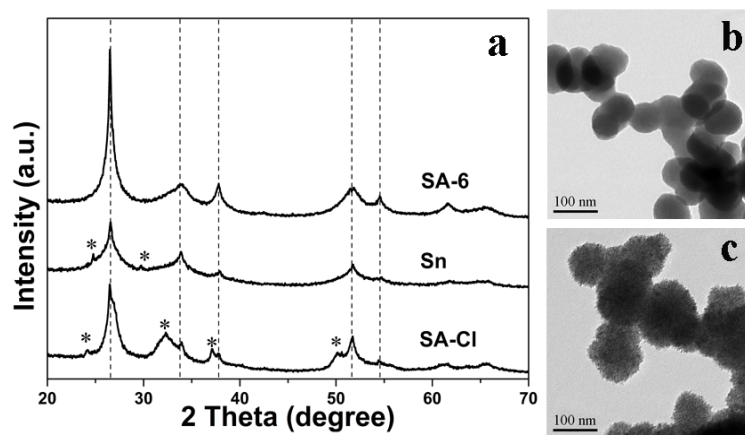 a
Intensity (a.u.)
SA-6
* * Sn
* * * * SA-Cl
20 30 40 50 60 70
2 Theta (degree)
b
100 nm
c
100 nm